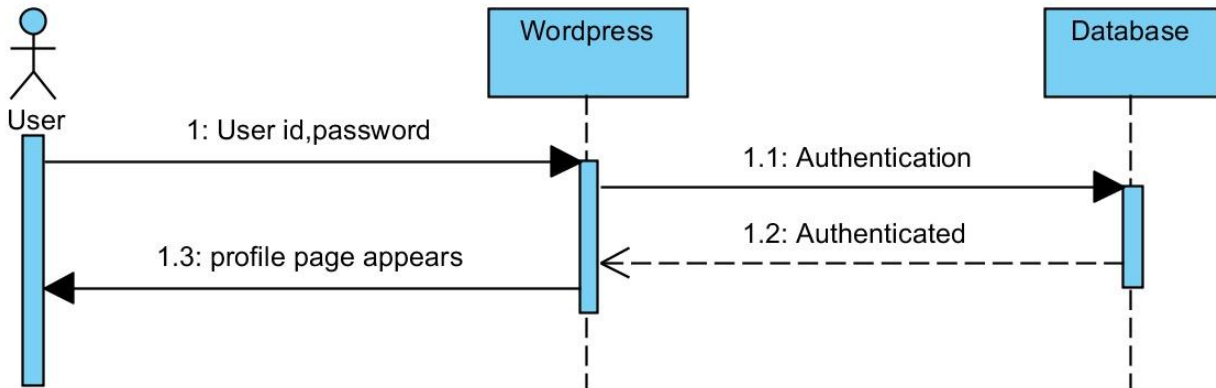 Wordpress
Database
User
1: User id,password
1.1: Authentication
1.2: Authenticated
1.3: profile page appears